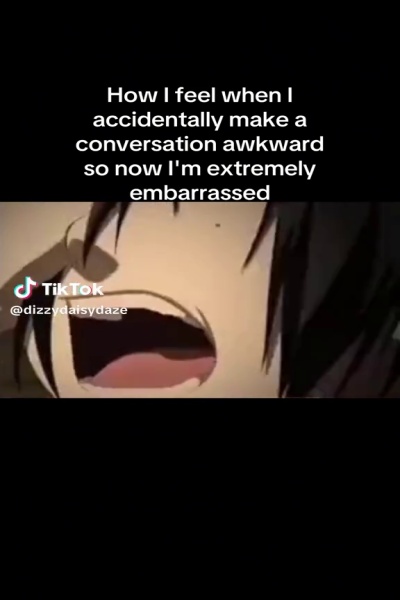 How I feel when I
accidentally make a
conversation awkward
so now I'm extremely
embarrassed
TikTok
@dizzydaisydaze